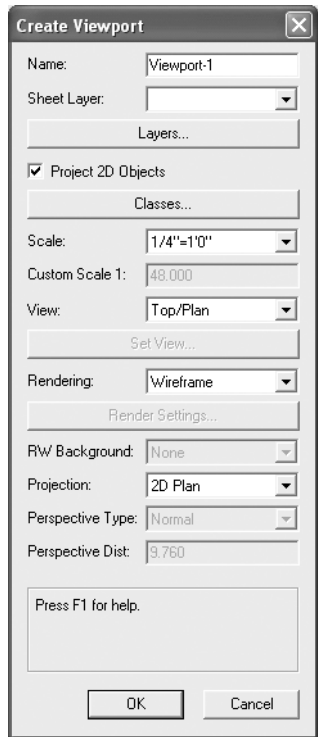 Create Viewport
Name: Viewport-1
Sheet Layer:
Layers...
Project 2D Objects
Classes...
Scale: 1/4"=1'0"
Custom Scale 1: 48.000
View: Top/Plan
Set View...
Rendering: Wireframe
Render Settings...
RW Background: None
Projection: 2D Plan
Perspective Type: Normal
Perspective Dist: 9.760
Press F1 for help.
OK Cancel